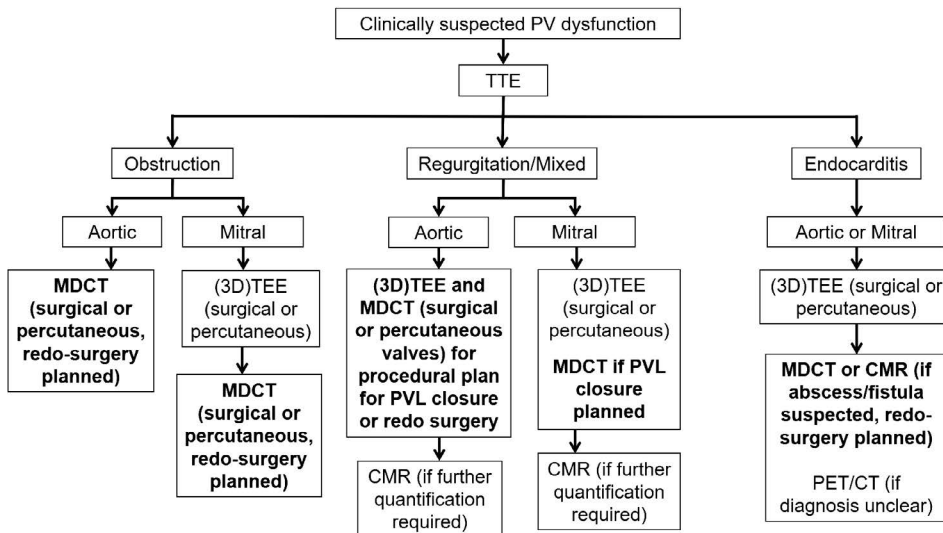 Clinically suspected PV dysfunction
TTE
Obstruction
Regurgitation/Mixed
Endocarditis
Aortic
Mitral
Aortic
Mitral
Aortic or Mitral
MDCT
(surgical or
percutaneous,
redo-surgery
planned)
(3D)TEE
(surgical or
percutaneous)
MDCT
(surgical or
percutaneous,
redo-surgery
planned)
(3D)TEE and
MDCT (surgical
or percutaneous
valves) for
procedural plan
for PVL closure
or redo surgery
CMR (if further
quantification
required)
(3D)TEE
(surgical or
percutaneous)
MDCT if PVL
closure
planned
CMR (if further
quantification
required)
(3D)TEE (surgical or
percutaneous)
MDCT or CMR (if
abscess/fistula
suspected, redo-
surgery planned)
PET/CT (if
diagnosis unclear)